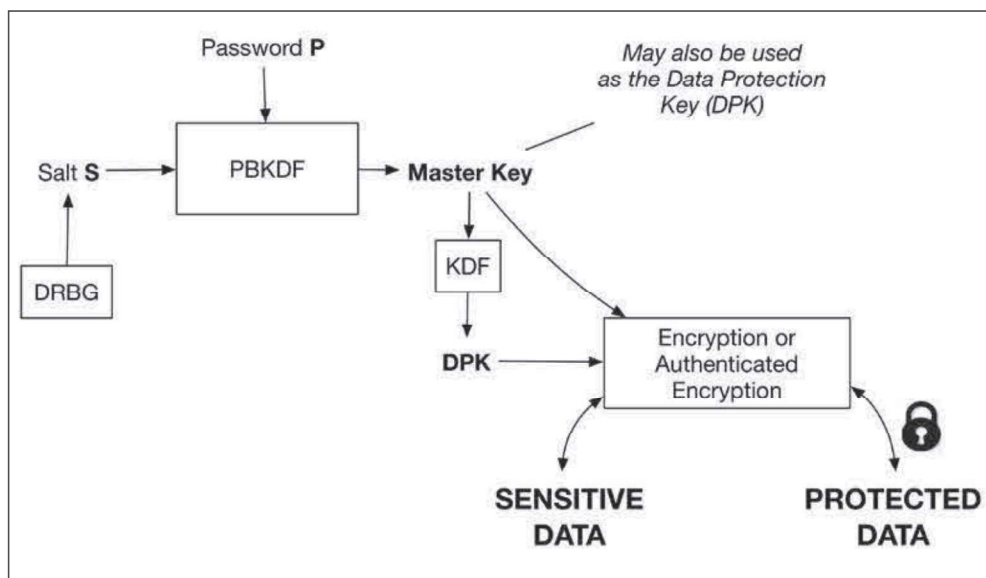 Password P
May also be used
as the Data Protection
Key (DPK)
Salt S
PBKDF
Master Key
DRBG
KDF
DPK
Encryption or
Authenticated
Encryption
SENSITIVE
DATA
PROTECTED
DATA